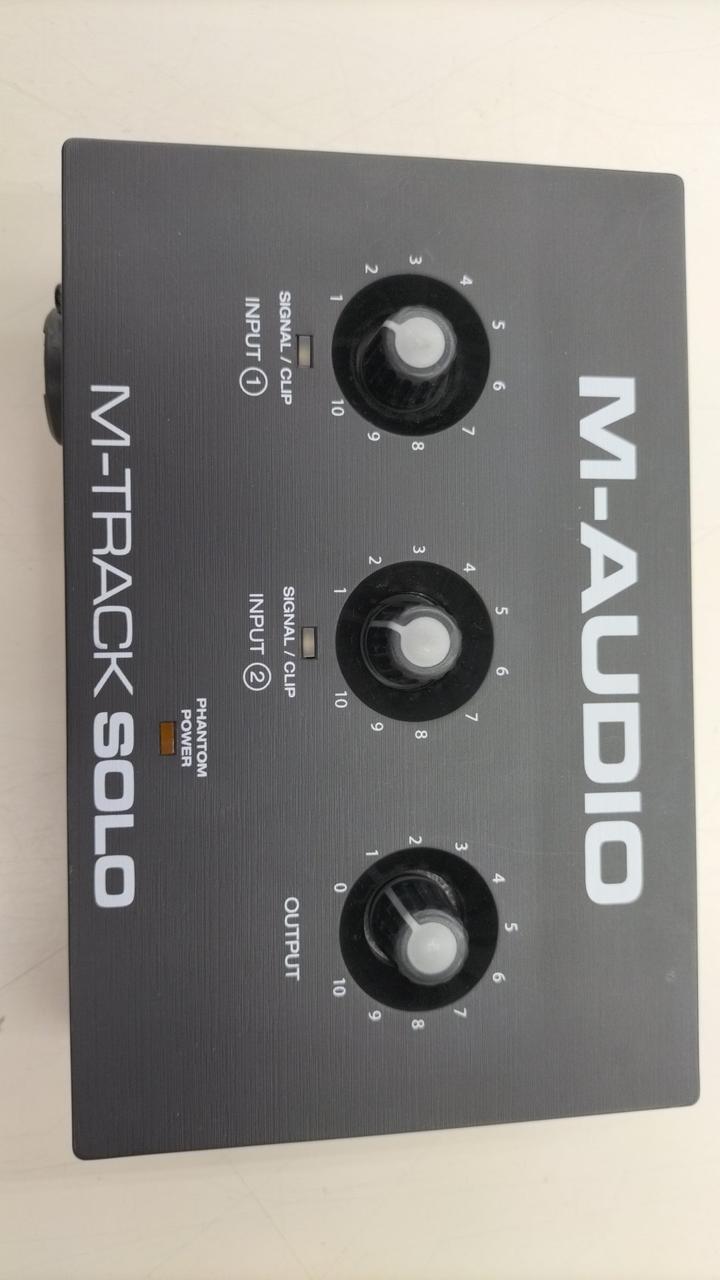 M-AUDIO
1 2 3 4 5 6 7 8 9 10
1 2 3 4 5 6 7 8 9 10
0 1 2 3 4 5 6 7 8 9 10
SIGNAL / CLIP
INPUT 1
SIGNAL / CLIP
INPUT 2
OUTPUT
PHANTOM
POWER
M-TRACK SOLO